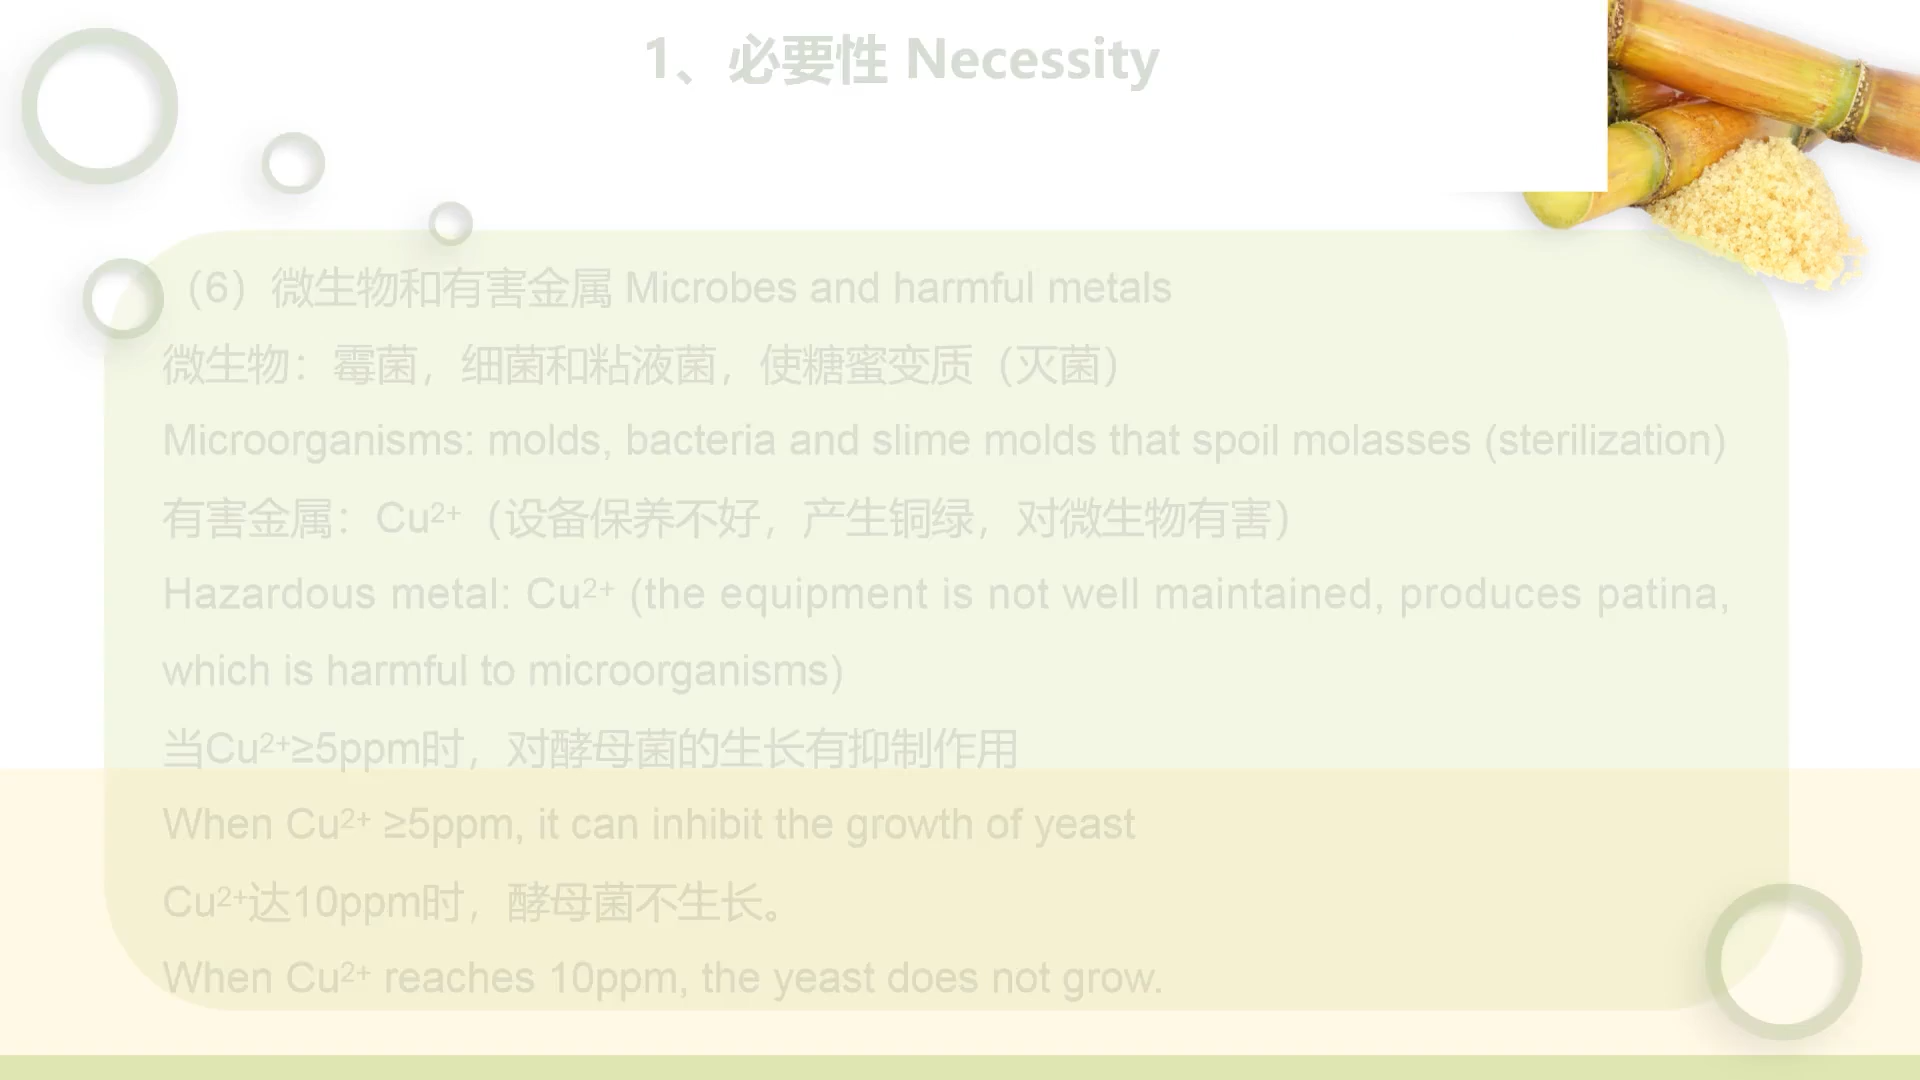 1、必要性 Necessity
（6）微生物和有害金属 Microbes and harmful metals
微生物：霉菌，细菌和粘液菌，使糖蜜变质（灭菌）
Microorganisms: molds, bacteria and slime molds that spoil molasses (sterilization)
有害金属：Cu²⁺（设备保养不好，产生铜绿，对微生物有害）
Hazardous metal: Cu²⁺ (the equipment is not well maintained, produces patina,
which is harmful to microorganisms)
当Cu²⁺≥5ppm时，对酵母菌的生长有抑制作用
When Cu²⁺ ≥5ppm, it can inhibit the growth of yeast
Cu²⁺达10ppm时，酵母菌不生长。
When Cu²⁺ reaches 10ppm, the yeast does not grow.